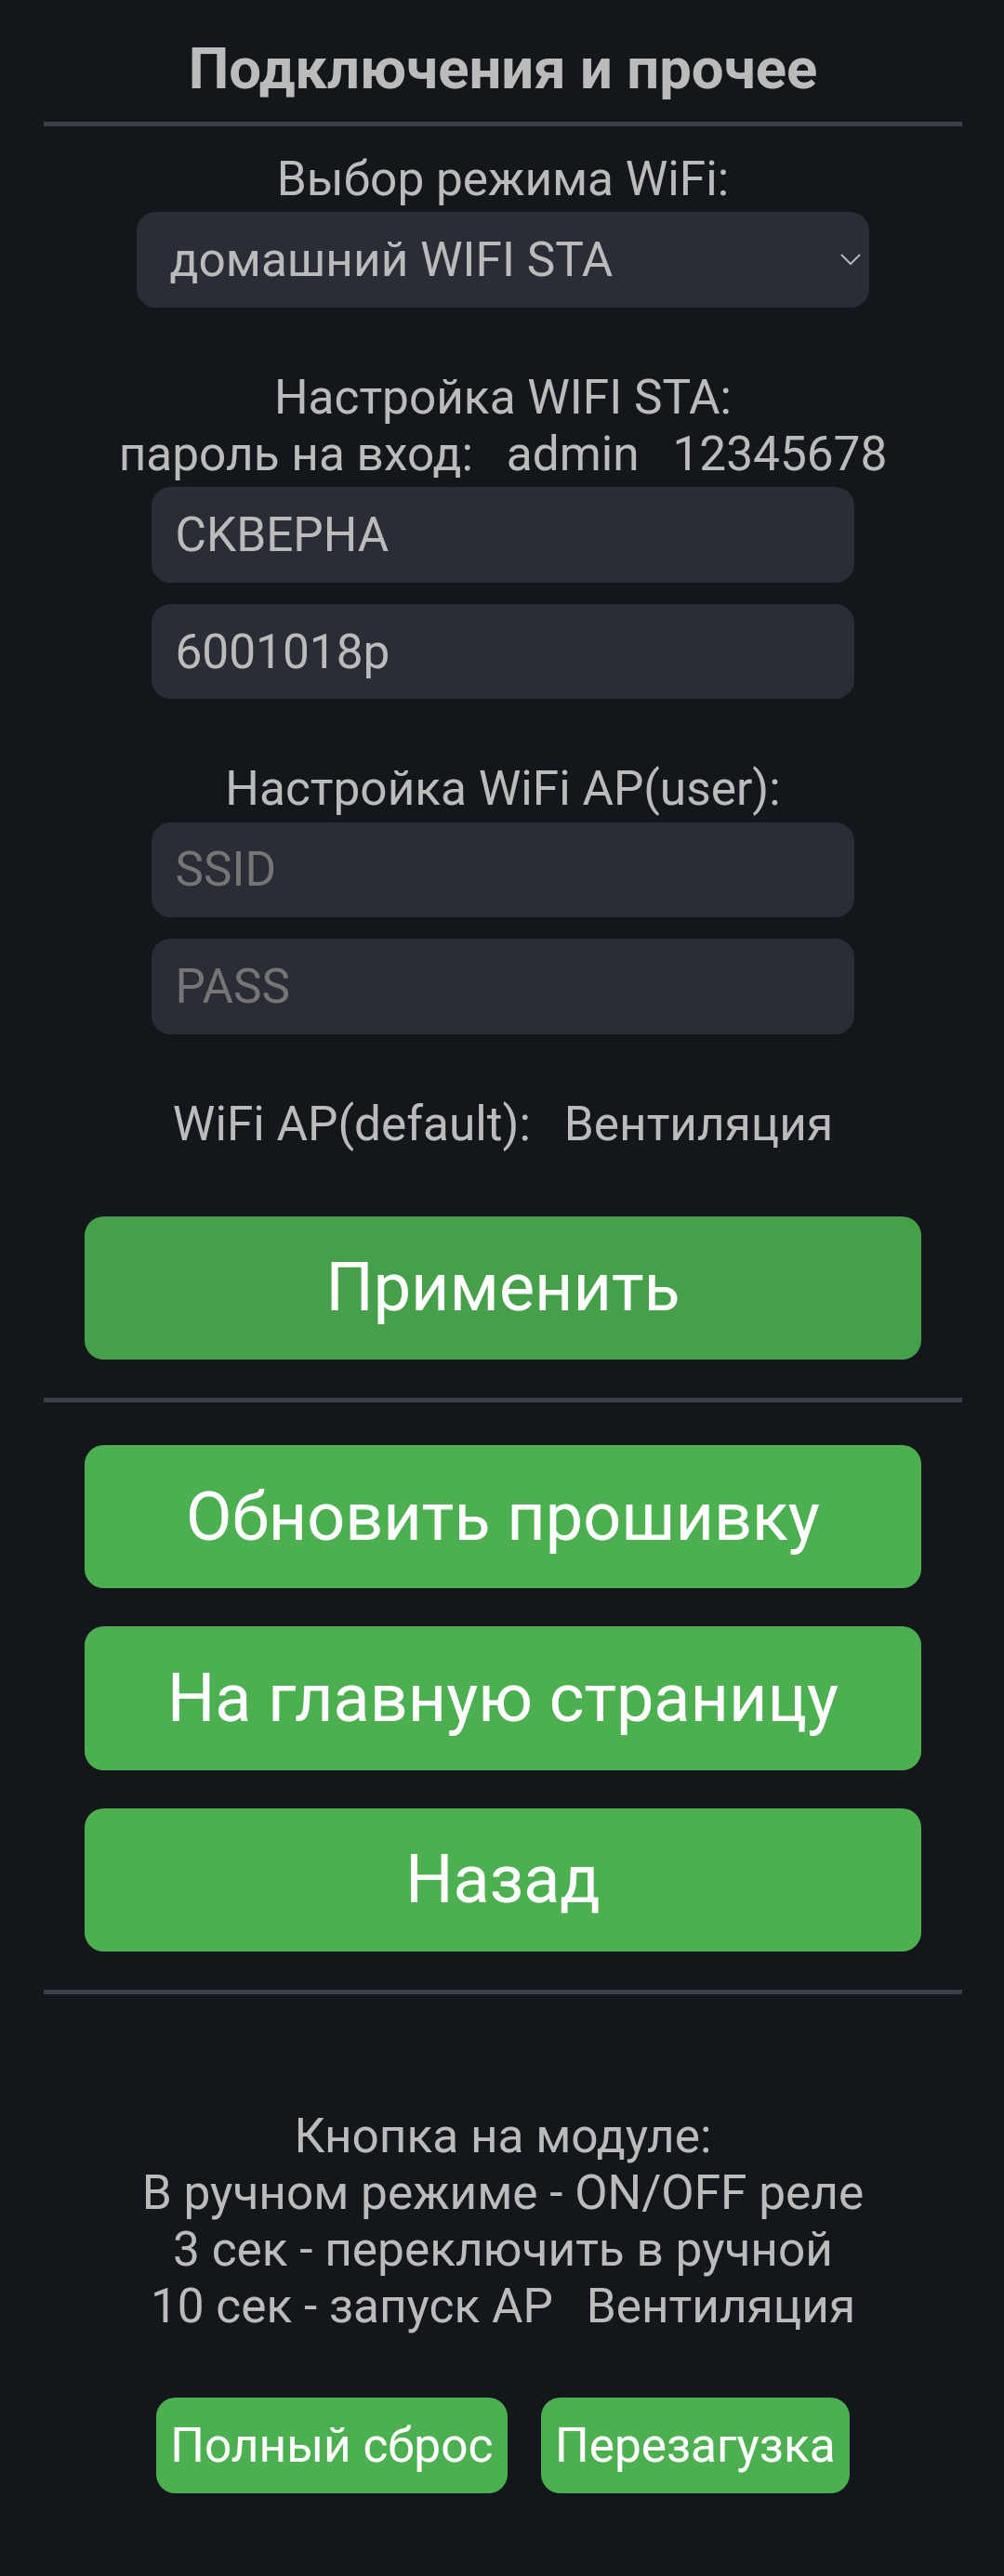 Подключения и прочее
Выбор режима WiFi:
домашний WIFI STA
Настройка WIFI STA:
пароль на вход: admin 12345678
СКВЕРНА
6001018p
Настройка WiFi AP(user):
SSID
PASS
WiFi AP(default): Вентиляция
Применить
Обновить прошивку
На главную страницу
Назад
Кнопка на модуле:
В ручном режиме - ON/OFF реле
3 сек - переключить в ручной
10 сек - запуск AP Вентиляция
Полный сброс Перезагузка